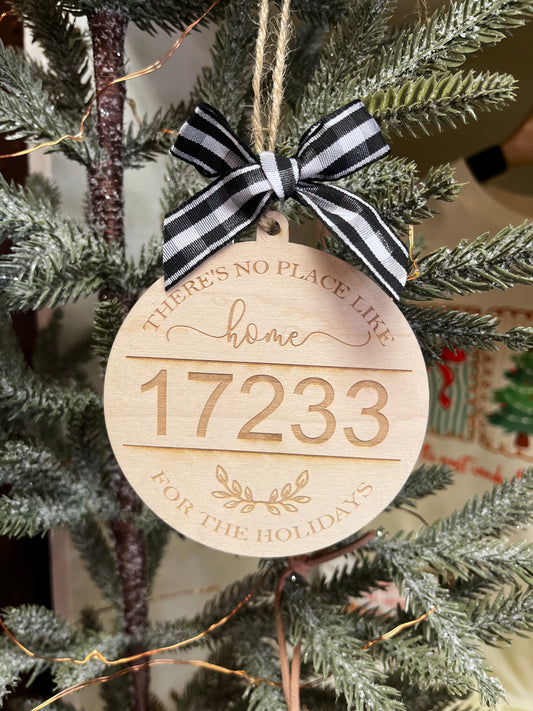 THERE'S NO PLACE LIKE
home
17233
FOR THE HOLIDAYS